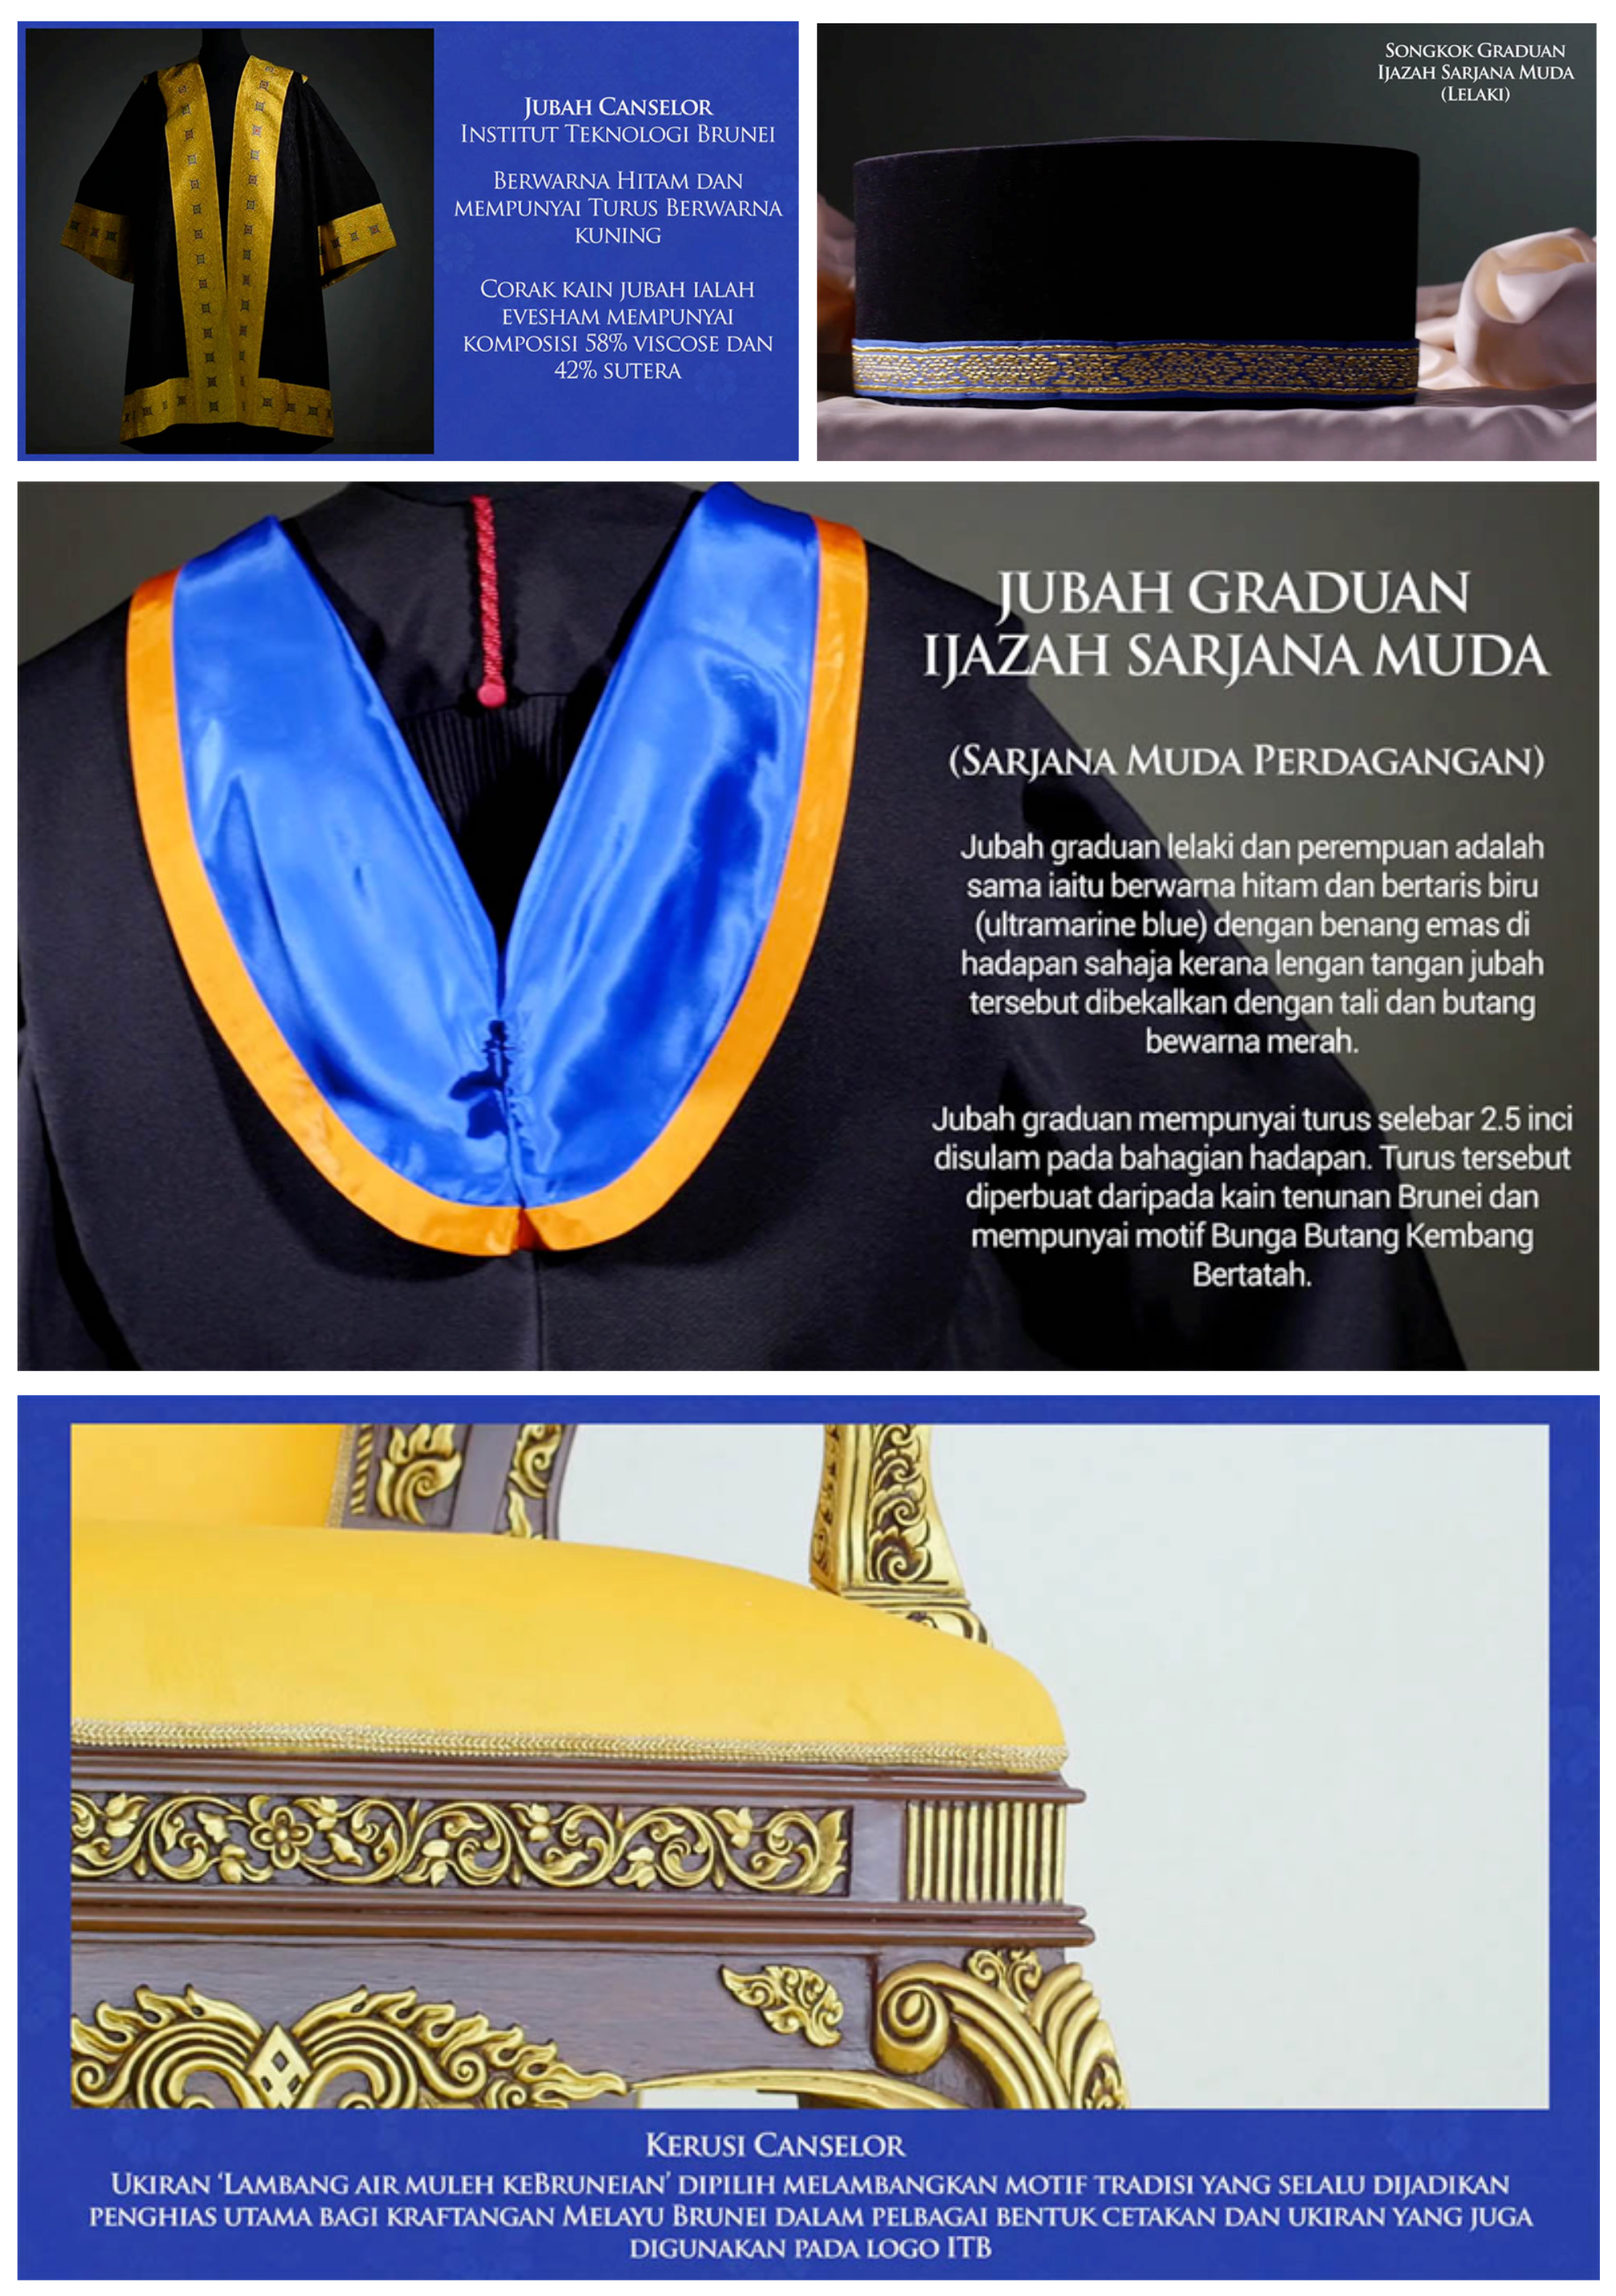 Jubah Canselor
Institut Teknologi Brunei
Berwarna Hitam dan
mempunyai Turus Berwarna
kuning
Corak kain jubah ialah
evesham mempunyai
komposisi 58% viscose dan
42% sutera
Songkok Graduan
Ijazah Sarjana Muda
(Lelaki)
JUBAH GRADUAN
IJAZAH SARJANA MUDA
(Sarjana Muda Perdagangan)
Jubah graduan lelaki dan perempuan adalah
sama iaitu berwarna hitam dan bertaris biru
(ultramarine blue) dengan benang emas di
hadapan sahaja kerana lengan tangan jubah
tersebut dibekalkan dengan tali dan butang
bewarna merah.
Jubah graduan mempunyai turus selebar 2.5 inci
disulam pada bahagian hadapan. Turus tersebut
diperbuat daripada kain tenunan Brunei dan
mempunyai motif Bunga Butang Kembang
Bertatah.
Kerusi Canselor
Ukiran ‘Lambang air muleh keBruneian’ dipilih melambangkan motif tradisi yang selalu dijadikan
penghias utama bagi kraftangan Melayu Brunei dalam pelbagai bentuk cetakan dan ukiran yang juga
digunakan pada logo ITB